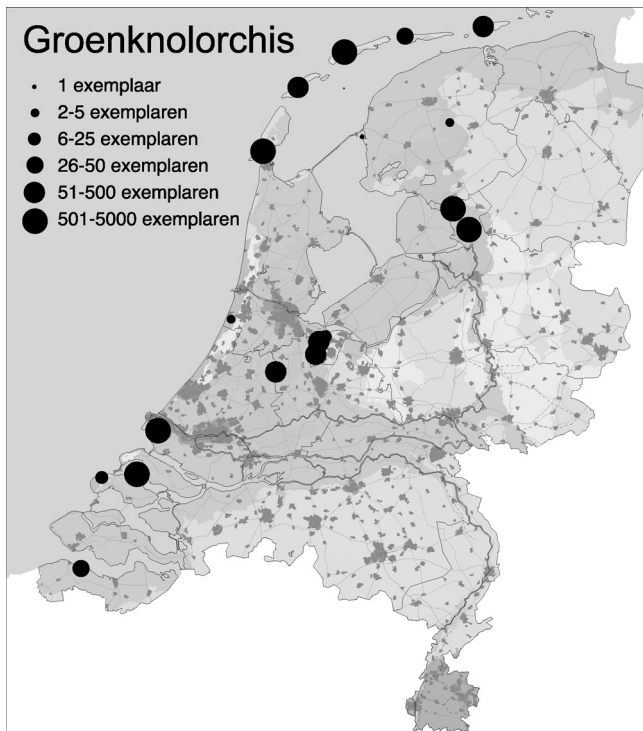 Groenknolorchis
1 exemplaar
2-5 exemplaren
6-25 exemplaren
26-50 exemplaren
51-500 exemplaren
501-5000 exemplaren